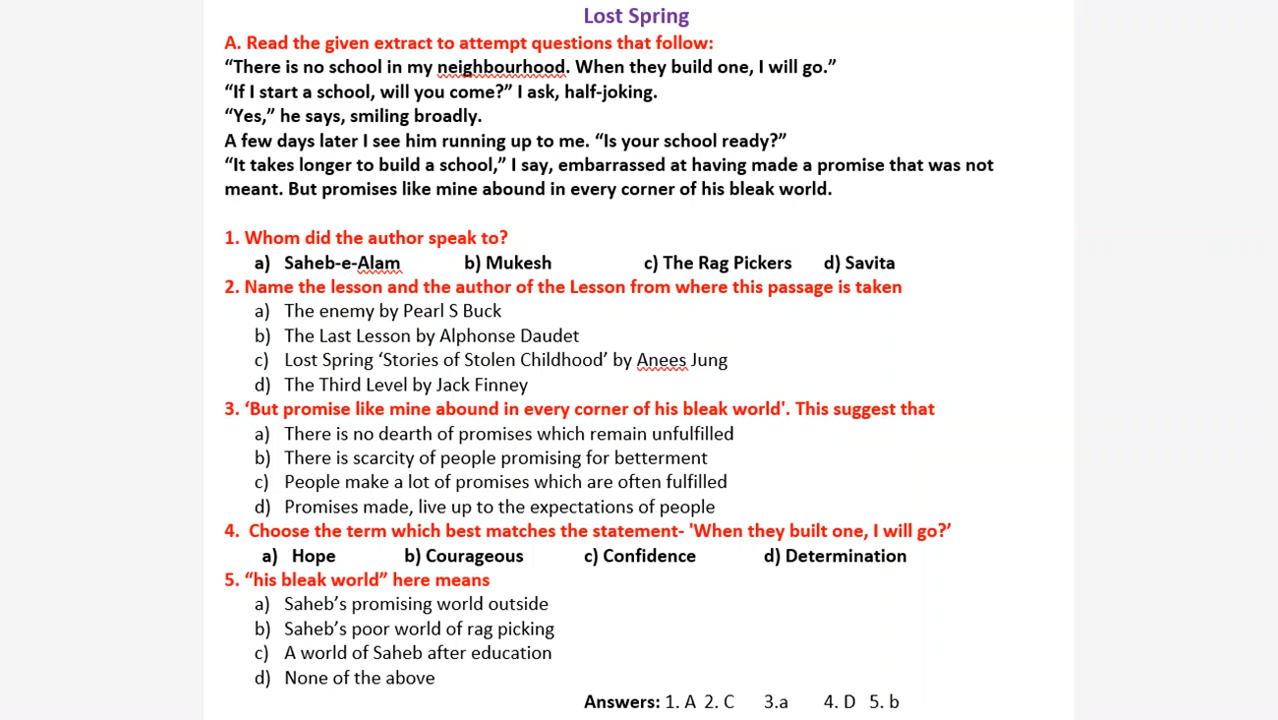 Lost Spring
A. Read the given extract to attempt questions that follow:
“There is no school in my neighbourhood. When they build one, I will go.”
“If I start a school, will you come?” I ask, half-joking.
“Yes,” he says, smiling broadly.
A few days later I see him running up to me. “Is your school ready?”
“It takes longer to build a school,” I say, embarrassed at having made a promise that was not
meant. But promises like mine abound in every corner of his bleak world.
1. Whom did the author speak to?
a) Saheb-e-Alam b) Mukesh c) The Rag Pickers d) Savita
2. Name the lesson and the author of the Lesson from where this passage is taken
a) The enemy by Pearl S Buck
b) The Last Lesson by Alphonse Daudet
c) Lost Spring ‘Stories of Stolen Childhood’ by Anees Jung
d) The Third Level by Jack Finney
3. ‘But promise like mine abound in every corner of his bleak world'. This suggest that
a) There is no dearth of promises which remain unfulfilled
b) There is scarcity of people promising for betterment
c) People make a lot of promises which are often fulfilled
d) Promises made, live up to the expectations of people
4. Choose the term which best matches the statement- 'When they built one, I will go?’
a) Hope b) Courageous c) Confidence d) Determination
5. “his bleak world” here means
a) Saheb’s promising world outside
b) Saheb’s poor world of rag picking
c) A world of Saheb after education
d) None of the above
Answers: 1. A 2. C 3.a 4. D 5. b